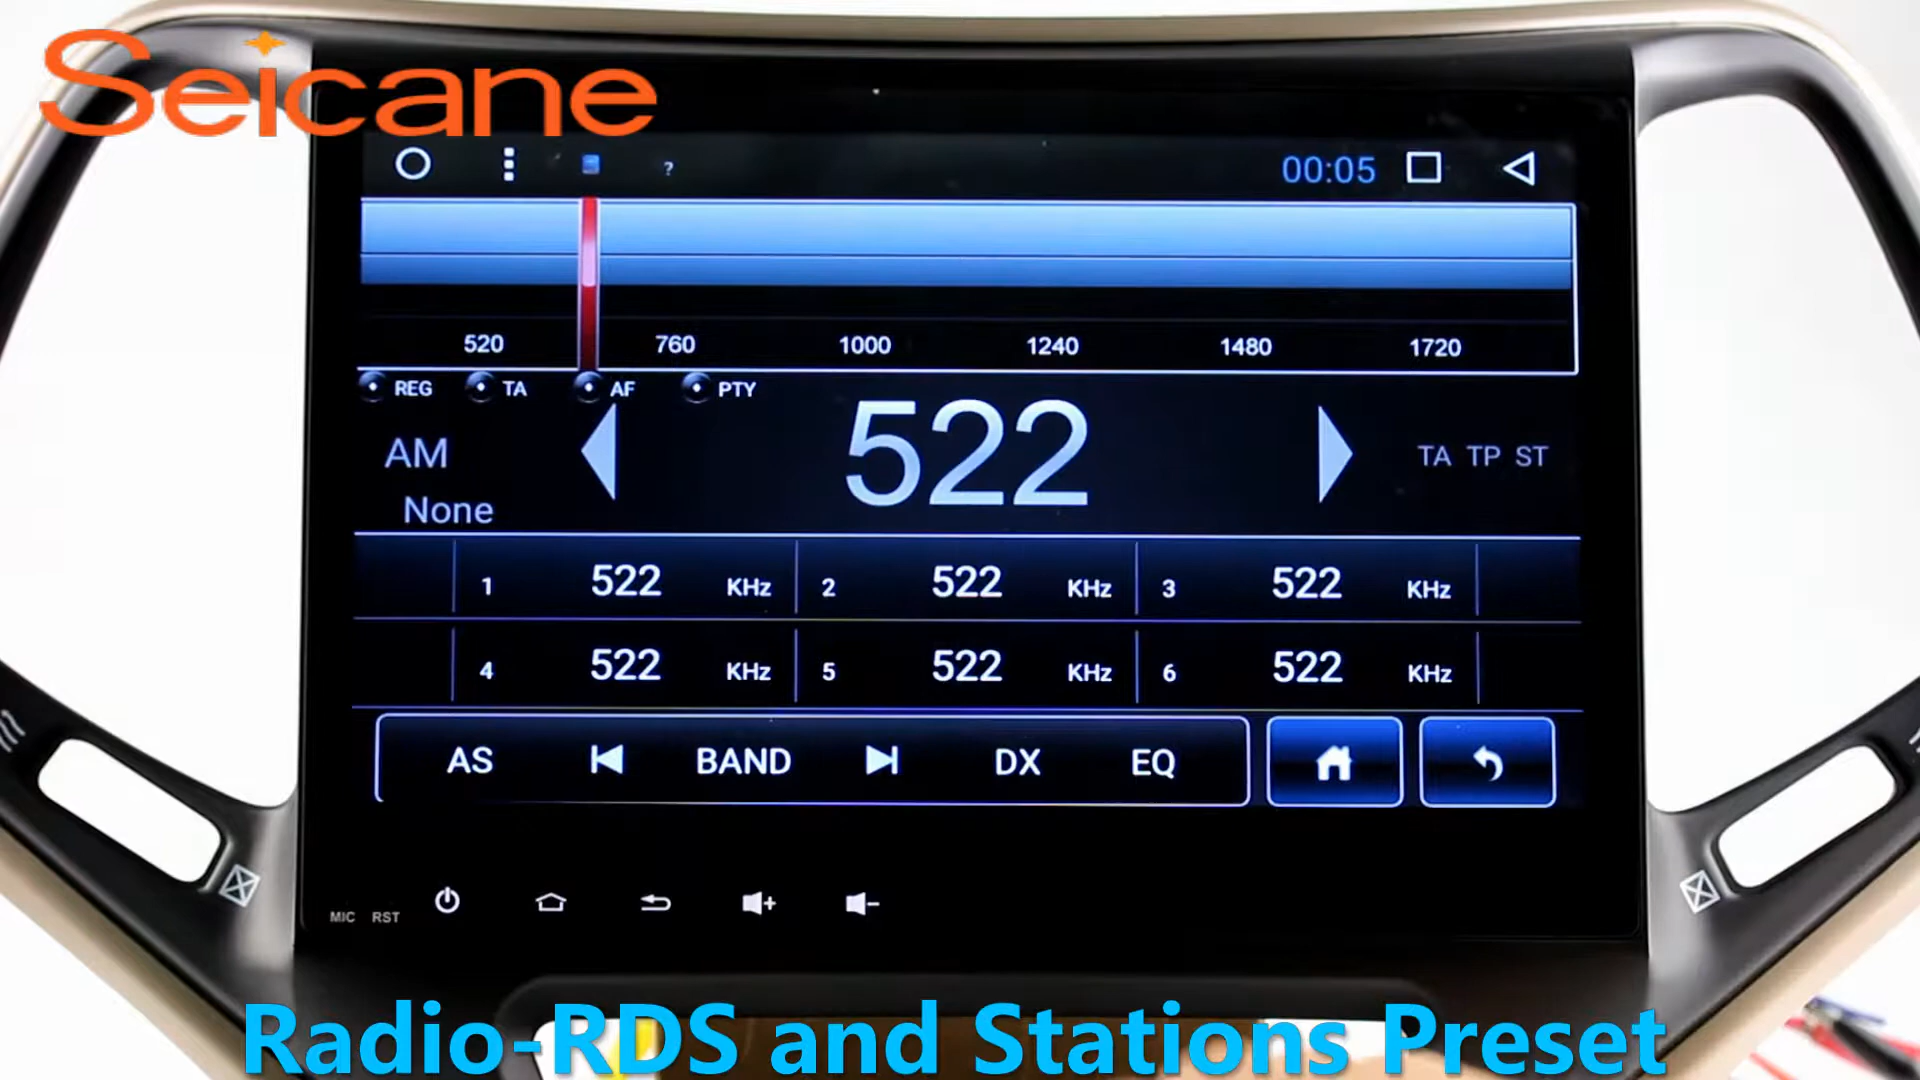 Seicane
? 00:05
520 760 1000 1240 1480 1720
REG TA AF PTY
AM 522 TA TP ST
None
1 522 KHz 2 522 KHz 3 522 KHz
4 522 KHz 5 522 KHz 6 522 KHz
AS BAND DX EQ
MIC RST
Radio-RDS and Stations Preset